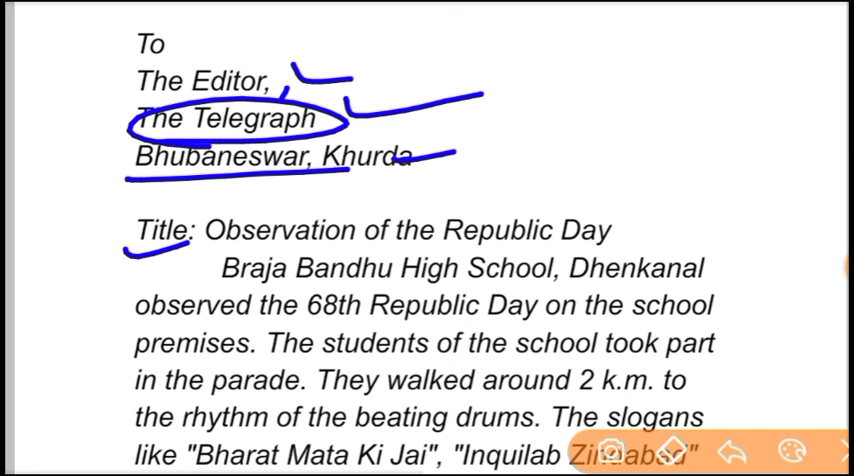 To
The Editor,
The Telegraph
Bhubaneswar, Khurda
Title: Observation of the Republic Day
Braja Bandhu High School, Dhenkanal
observed the 68th Republic Day on the school
premises. The students of the school took part
in the parade. They walked around 2 k.m. to
the rhythm of the beating drums. The slogans
like "Bharat Mata Ki Jai", "Inquilab Zindabad"